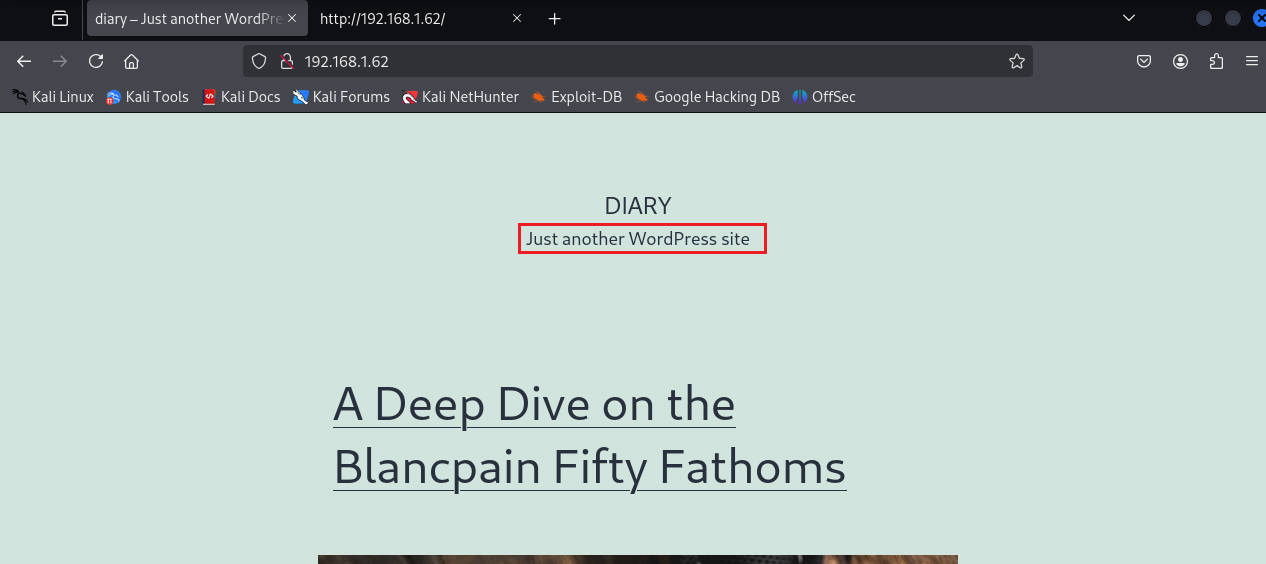 diary – Just another WordPre
http://192.168.1.62/
192.168.1.62
Kali Linux Kali Tools Kali Docs Kali Forums Kali NetHunter Exploit-DB Google Hacking DB OffSec
DIARY
Just another WordPress site
A Deep Dive on the
Blancpain Fifty Fathoms